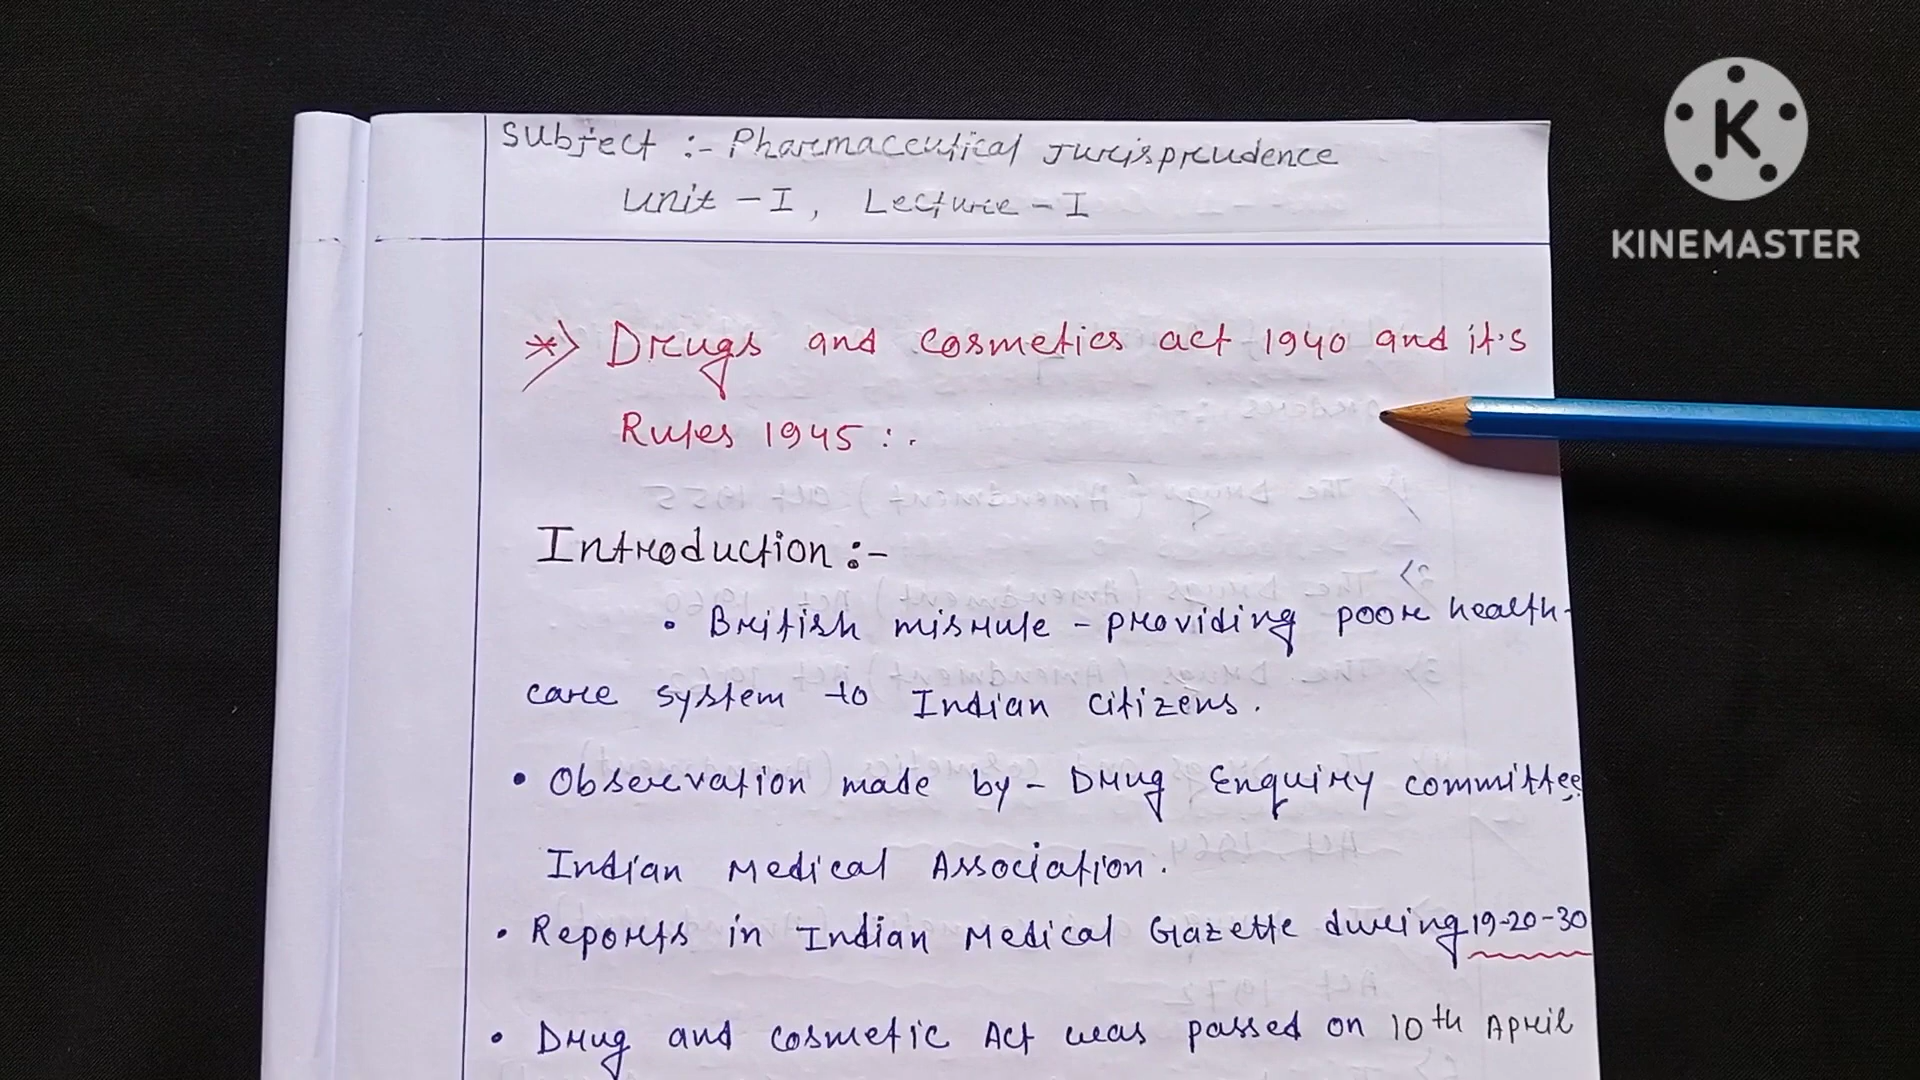 Subject :- Pharmaceutical Jurisprudence
Unit - I, Lecture - I
KINEMASTER
*> Drugs and cosmetics act 1940 and it's
Rules 1945 :.
Introduction :-
• British misrule - providing poor health-
care system to Indian citizens.
• Observation made by - Drug Enquiry committee
Indian Medical Association.
• Reports in Indian Medical Gazette during 19-20-30
• Drug and cosmetic Act was passed on 10th April